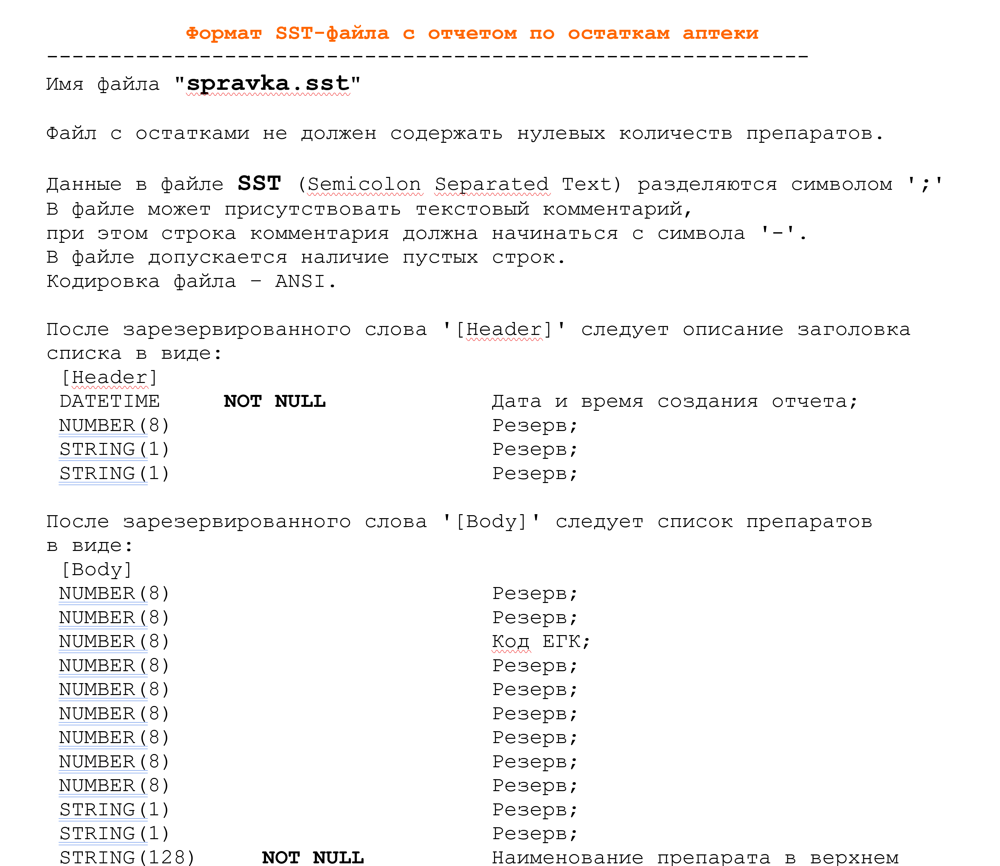 Формат SST-файла с отчетом по остаткам аптеки
------------------------------------------------------------
Имя файла "spravka.sst"
Файл с остатками не должен содержать нулевых количеств препаратов.
Данные в файле SST (Semicolon Separated Text) разделяются символом ';'
В файле может присутствовать текстовый комментарий,
при этом строка комментария должна начинаться с символа '-'.
В файле допускается наличие пустых строк.
Кодировка файла – ANSI.
После зарезервированного слова '[Header]' следует описание заголовка
списка в виде:
[Header]
DATETIME NOT NULL Дата и время создания отчета;
NUMBER(8) Резерв;
STRING(1) Резерв;
STRING(1) Резерв;
После зарезервированного слова '[Body]' следует список препаратов
в виде:
[Body]
NUMBER(8) Резерв;
NUMBER(8) Резерв;
NUMBER(8) Код ЕГК;
NUMBER(8) Резерв;
NUMBER(8) Резерв;
NUMBER(8) Резерв;
NUMBER(8) Резерв;
NUMBER(8) Резерв;
NUMBER(8) Резерв;
STRING(1) Резерв;
STRING(1) Резерв;
STRING(128) NOT NULL Наименование препарата в верхнем